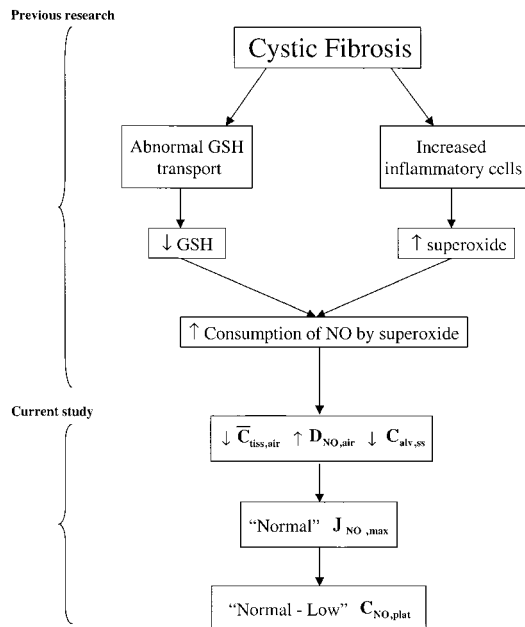 Previous research
Cystic Fibrosis
Abnormal GSH
transport
Increased
inflammatory cells
↓ GSH
↑ superoxide
↑ Consumption of NO by superoxide
Current study
↓ C̅tiss,air ↑ DNO,air ↓ Calv,ss
“Normal” JNO,max
“Normal - Low” CNO,plat